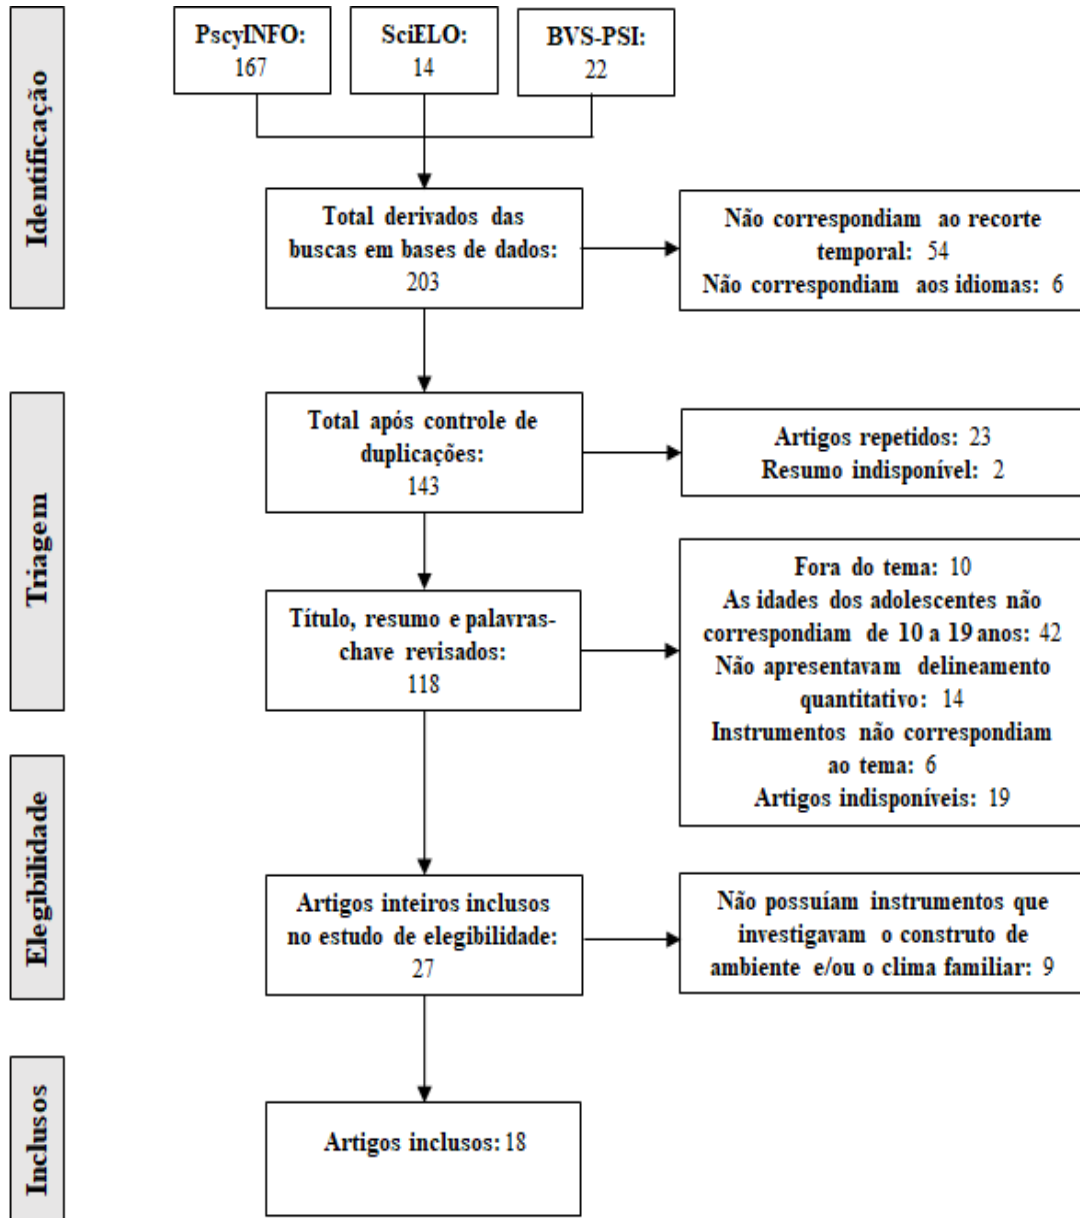 PscyINFO:
167
SciELO:
14
BVS-PSI:
22
Identificação
Total derivados das
buscas em bases de dados:
203
Não correspondiam ao recorte
temporal: 54
Não correspondiam aos idiomas: 6
Triagem
Total após controle de
duplicações:
143
Artigos repetidos: 23
Resumo indisponível: 2
Título, resumo e palavras-
chave revisados:
118
Fora do tema: 10
As idades dos adolescentes não
correspondiam de 10 a 19 anos: 42
Não apresentavam delineamento
quantitativo: 14
Instrumentos não correspondiam
ao tema: 6
Artigos indisponíveis: 19
Elegibilidade
Artigos inteiros inclusos
no estudo de elegibilidade:
27
Não possuíam instrumentos que
investigavam o construto de
ambiente e/ou o clima familiar: 9
Inclusos
Artigos inclusos: 18